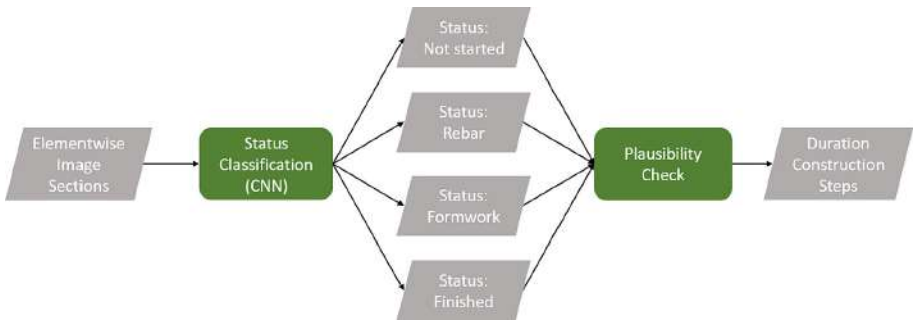 Elementwise
Image
Sections
Status
Classification
(CNN)
Status:
Not started
Status:
Rebar
Status:
Formwork
Status:
Finished
Plausibility
Check
Duration
Construction
Steps